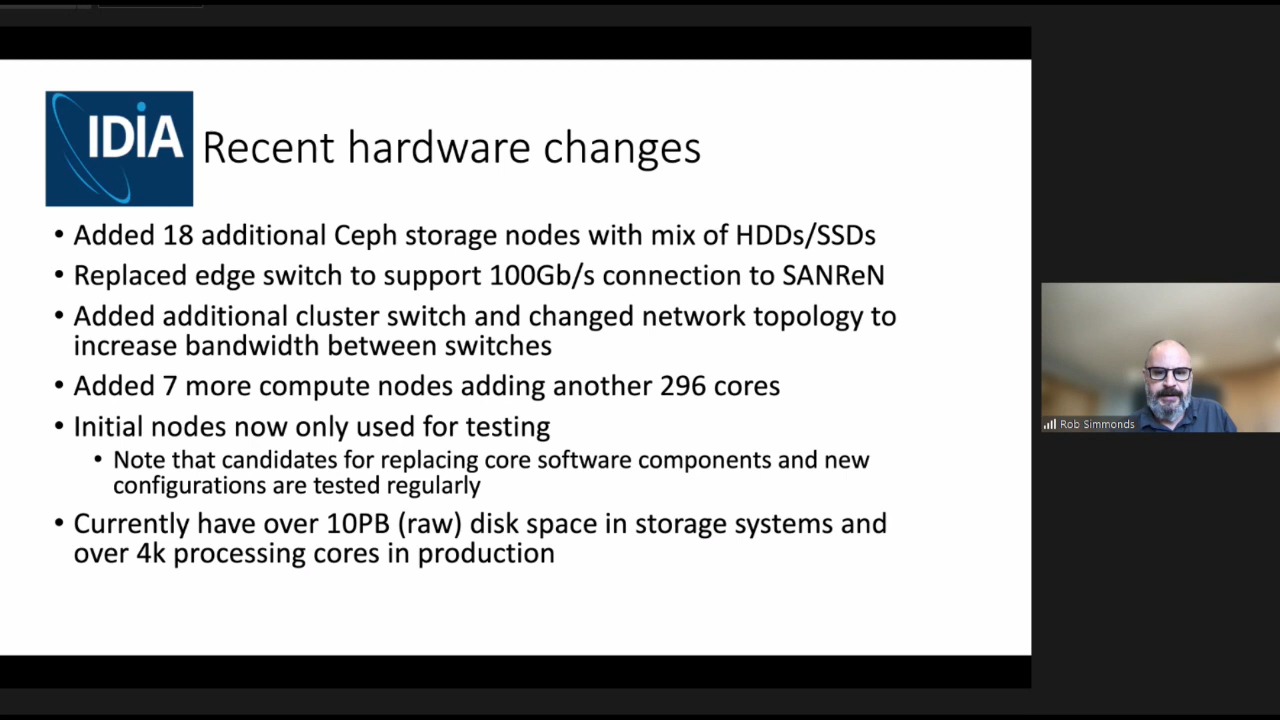 IDIA
Recent hardware changes
• Added 18 additional Ceph storage nodes with mix of HDDs/SSDs
• Replaced edge switch to support 100Gb/s connection to SANReN
• Added additional cluster switch and changed network topology to
increase bandwidth between switches
• Added 7 more compute nodes adding another 296 cores
• Initial nodes now only used for testing
• Note that candidates for replacing core software components and new
configurations are tested regularly
• Currently have over 10PB (raw) disk space in storage systems and
over 4k processing cores in production
Rob Simmonds